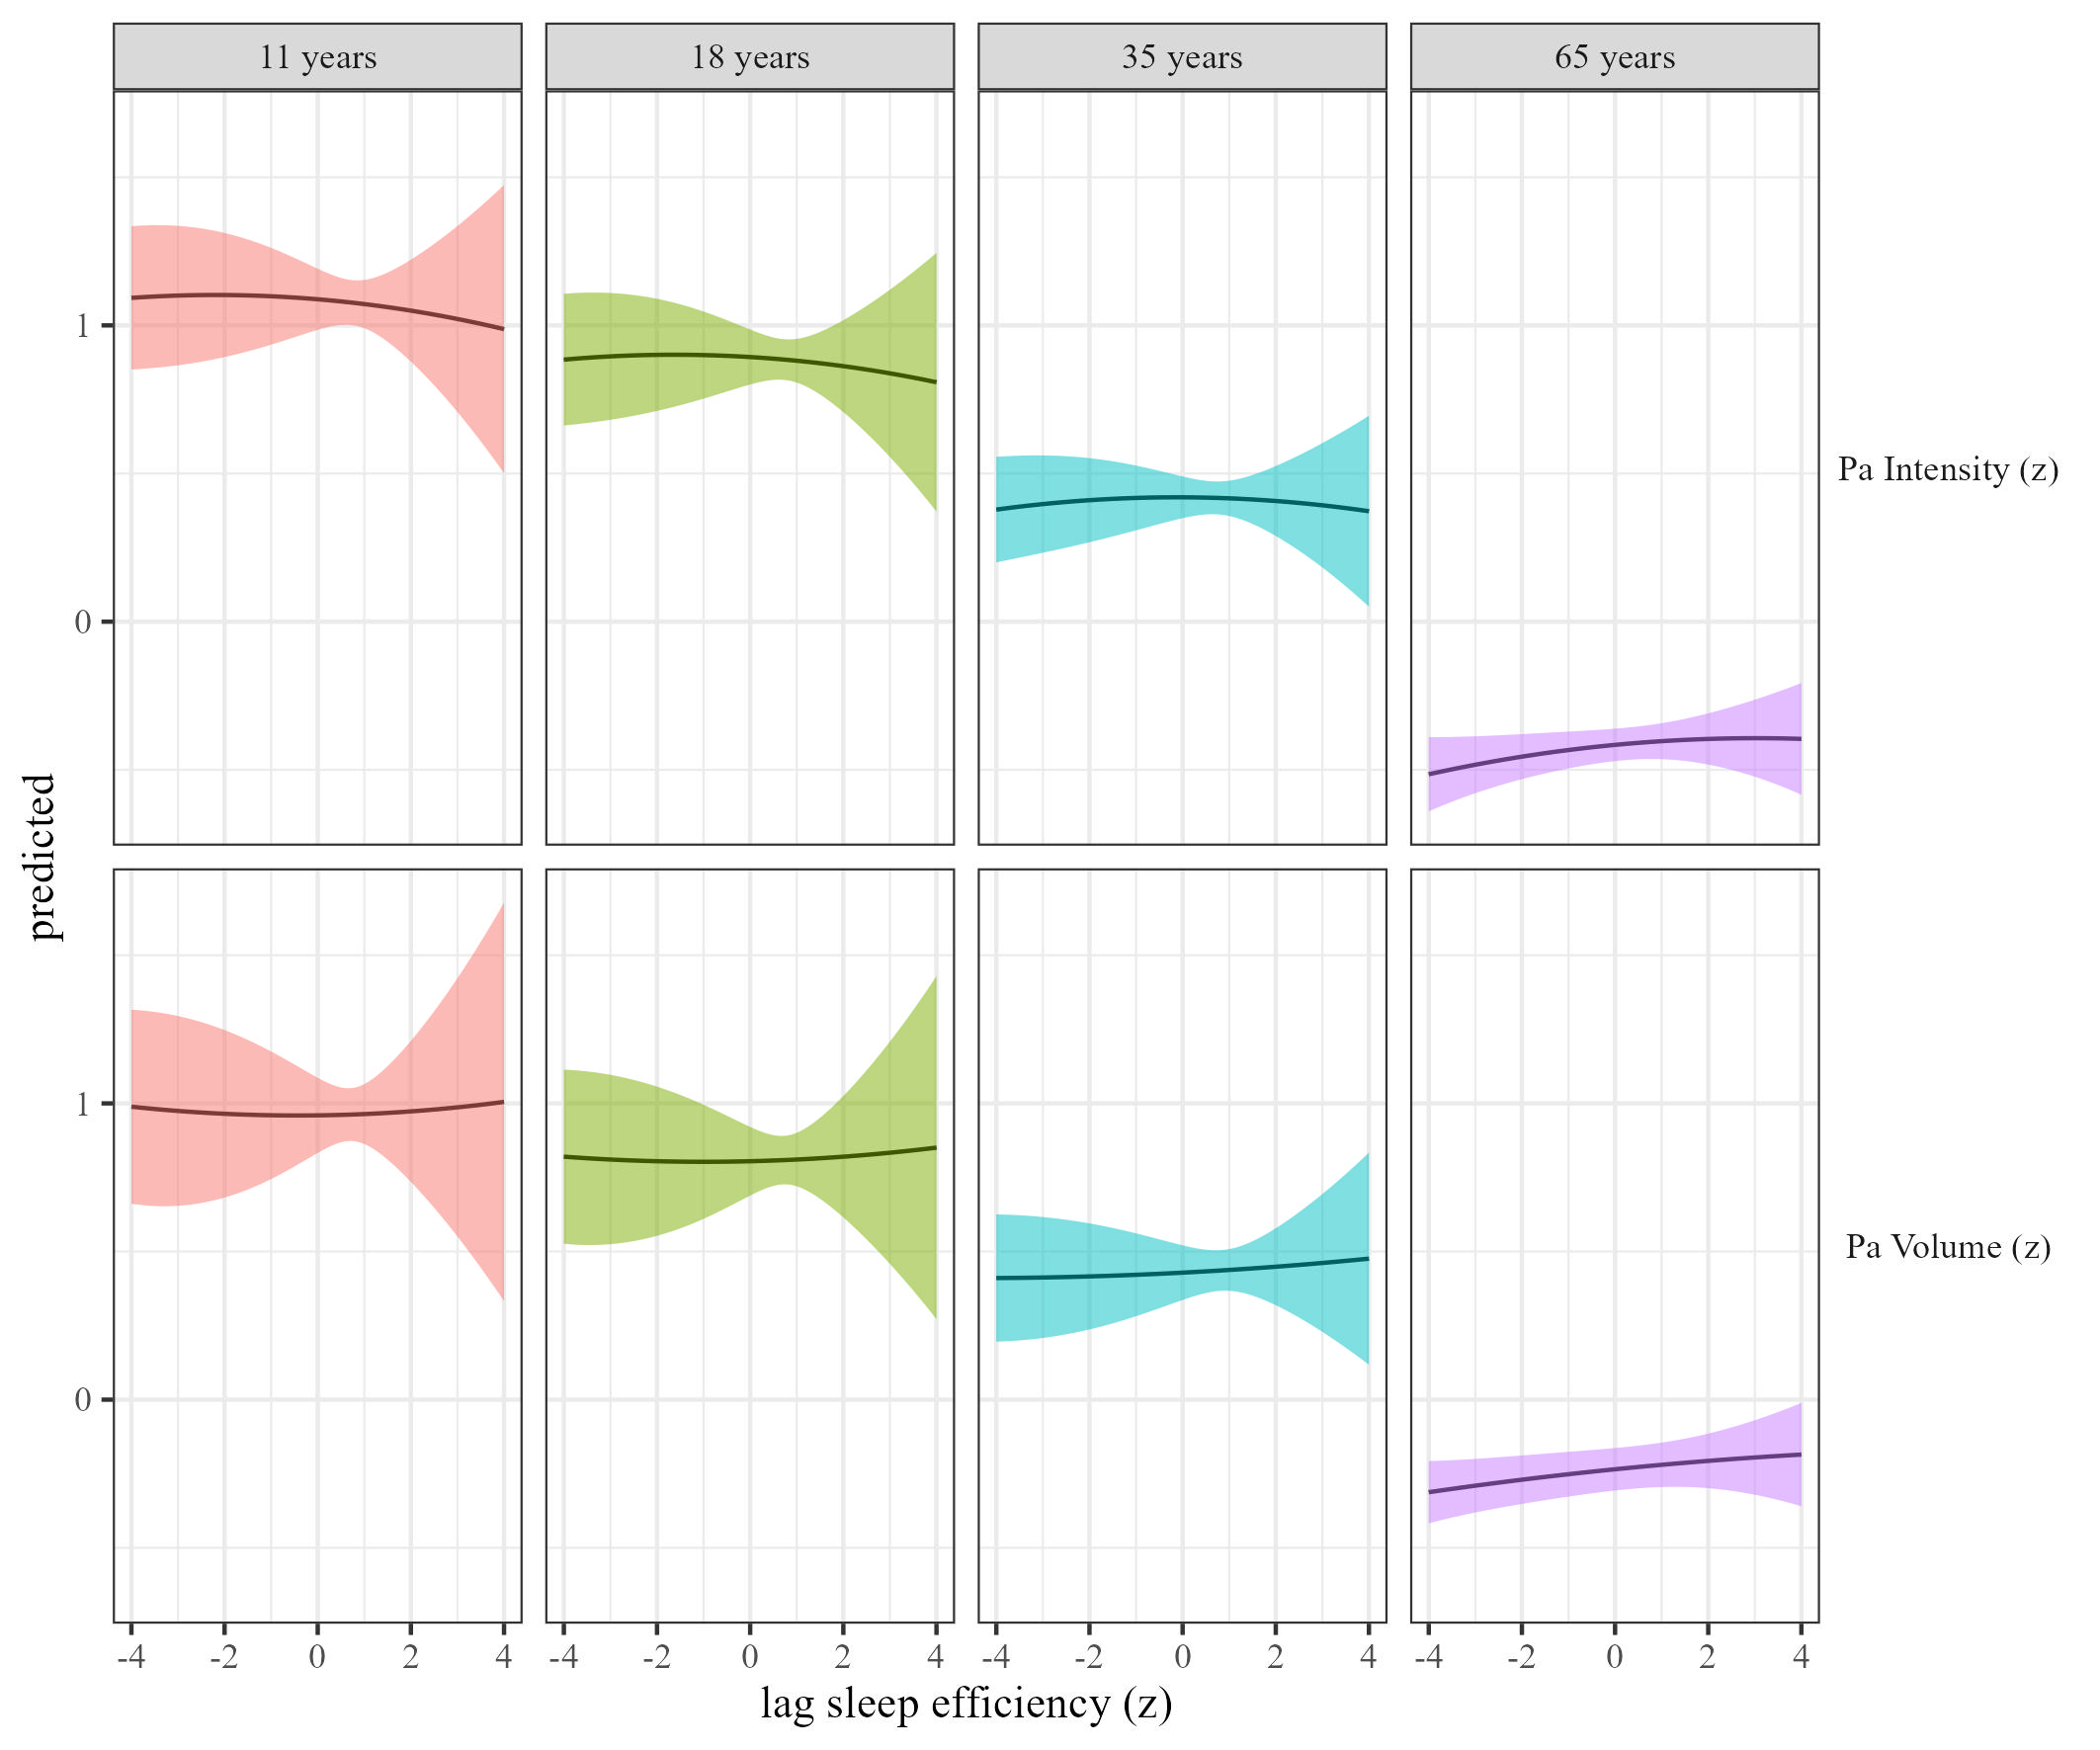 11 years
18 years
35 years
65 years
1
0
Pa Intensity (z)
predicted
1
0
Pa Volume (z)
-4 -2 0 2 4
-4 -2 0 2 4
-4 -2 0 2 4
-4 -2 0 2 4
lag sleep efficiency (z)